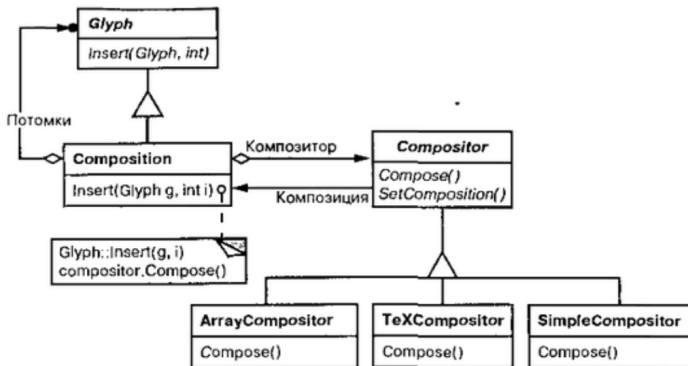 Glyph
Insert(Glyph, int)
Потомки
Composition
Insert(Glyph g, int i)
Композитор
Композиция
Compositor
Compose()
SetComposition()
Glyph::Insert(g, i)
compositor.Compose()
ArrayCompositor
Compose()
TeXCompositor
Compose()
SimpleCompositor
Compose()